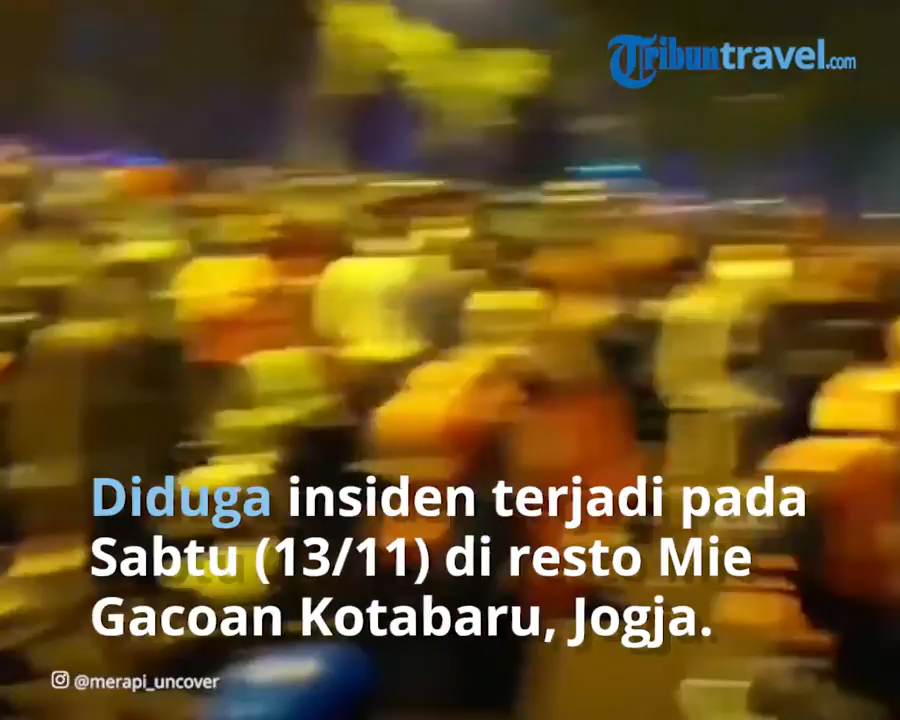 Tribuntravel.com
Diduga insiden terjadi pada
Sabtu (13/11) di resto Mie
Gacoan Kotabaru, Jogja.
@merapi_uncover